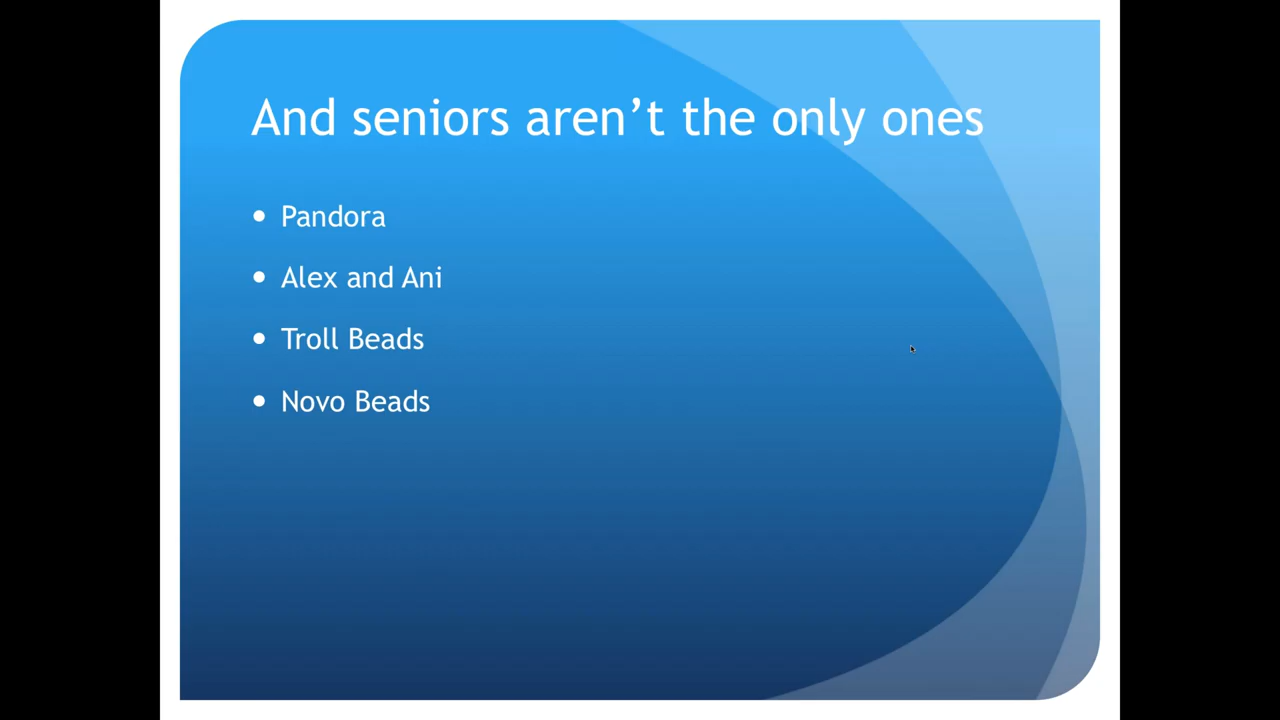 And seniors aren’t the only ones
• Pandora
• Alex and Ani
• Troll Beads
• Novo Beads